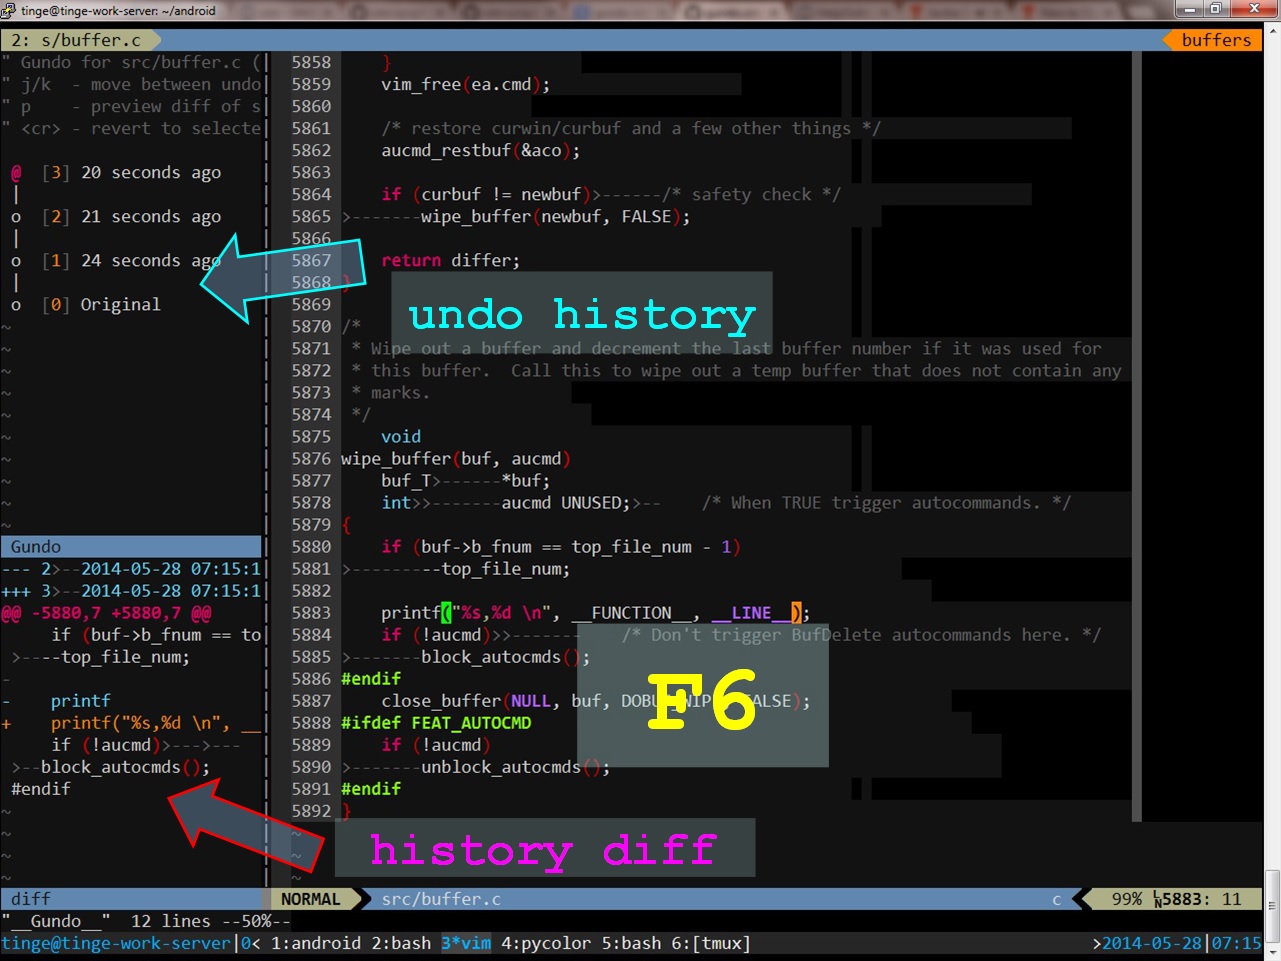 tinge@tinge-work-server: ~/android
2: s/buffer.c
buffers
" Gundo for src/buffer.c (
" j/k  - move between undo
" p    - preview diff of s
" <cr> - revert to selecte
@  [3] 20 seconds ago
|
o  [2] 21 seconds ago
|
o  [1] 24 seconds ago
|
o  [0] Original
~
~
~
~
~
~
~
~
~
~
Gundo
--- 2>--2014-05-28 07:15:1
+++ 3>--2014-05-28 07:15:1
@@ -5880,7 +5880,7 @@
    if (buf->b_fnum == to
>----top_file_num;
-
-    printf
+    printf("%s,%d \n", __
    if (!aucmd)>--->---
>--block_autocmds();
#endif
~
~
~
~
diff
5858     }
5859     vim_free(ea.cmd);
5860
5861     /* restore curwin/curbuf and a few other things */
5862     aucmd_restbuf(&aco);
5863
5864     if (curbuf != newbuf)>------/* safety check */
5865 >-------wipe_buffer(newbuf, FALSE);
5866
5867     return differ;
5868 }
5869
5870 /*
5871  * Wipe out a buffer and decrement the last buffer number if it was used for
5872  * this buffer.  Call this to wipe out a temp buffer that does not contain any
5873  * marks.
5874  */
5875     void
5876 wipe_buffer(buf, aucmd)
5877     buf_T>------*buf;
5878     int>>-------aucmd UNUSED;>--    /* When TRUE trigger autocommands. */
5879 {
5880     if (buf->b_fnum == top_file_num - 1)
5881 >---------top_file_num;
5882
5883     printf("%s,%d \n", __FUNCTION__, __LINE__);
5884     if (!aucmd)>>-------    /* Don't trigger BufDelete autocommands here. */
5885 >-------block_autocmds();
5886 #endif
5887     close_buffer(NULL, buf, FALSE);
5888 #ifdef FEAT_AUTOCMD
5889     if (!aucmd)
5890 >-------unblock_autocmds();
5891 #endif
5892 }
~
~
~
undo history
F6
history diff
NORMAL  src/buffer.c  c  99% LN 5883: 11
"__Gundo__"  12 lines --50%--
tinge@tinge-work-server|0< 1:android 2:bash 3*vim 4:pycolor 5:bash 6:[tmux]  >2014-05-28|07:15